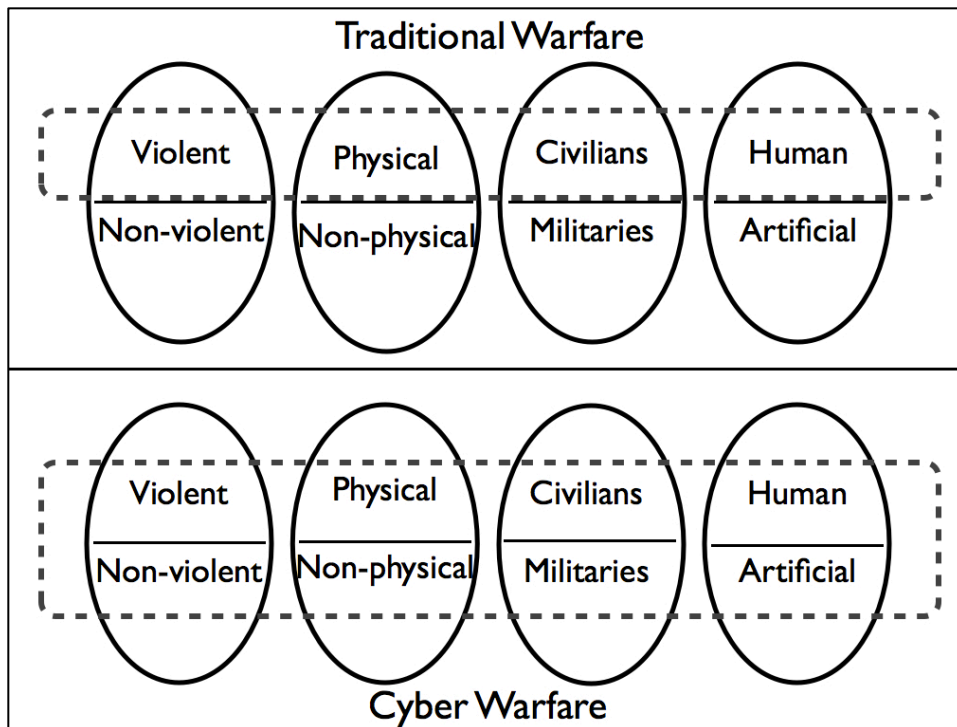 Traditional Warfare
Violent Physical Civilians Human
Non-violent Non-physical Militaries Artificial
Violent Physical Civilians Human
Non-violent Non-physical Militaries Artificial
Cyber Warfare